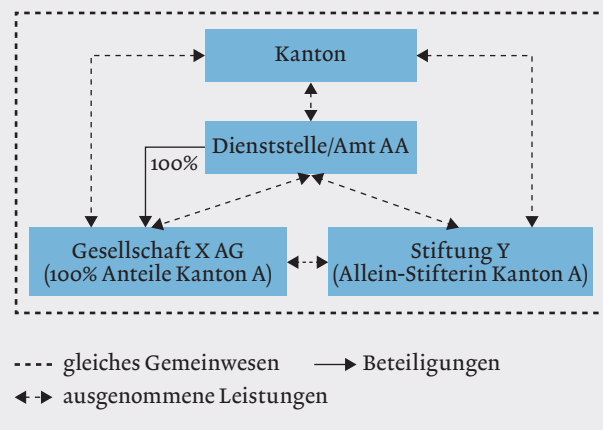 Kanton
Dienststelle/Amt AA
100%
Gesellschaft X AG
(100% Anteile Kanton A)
Stiftung Y
(Allein-Stifterin Kanton A)
gleiches Gemeinwesen
Beteiligungen
ausgenommene Leistungen